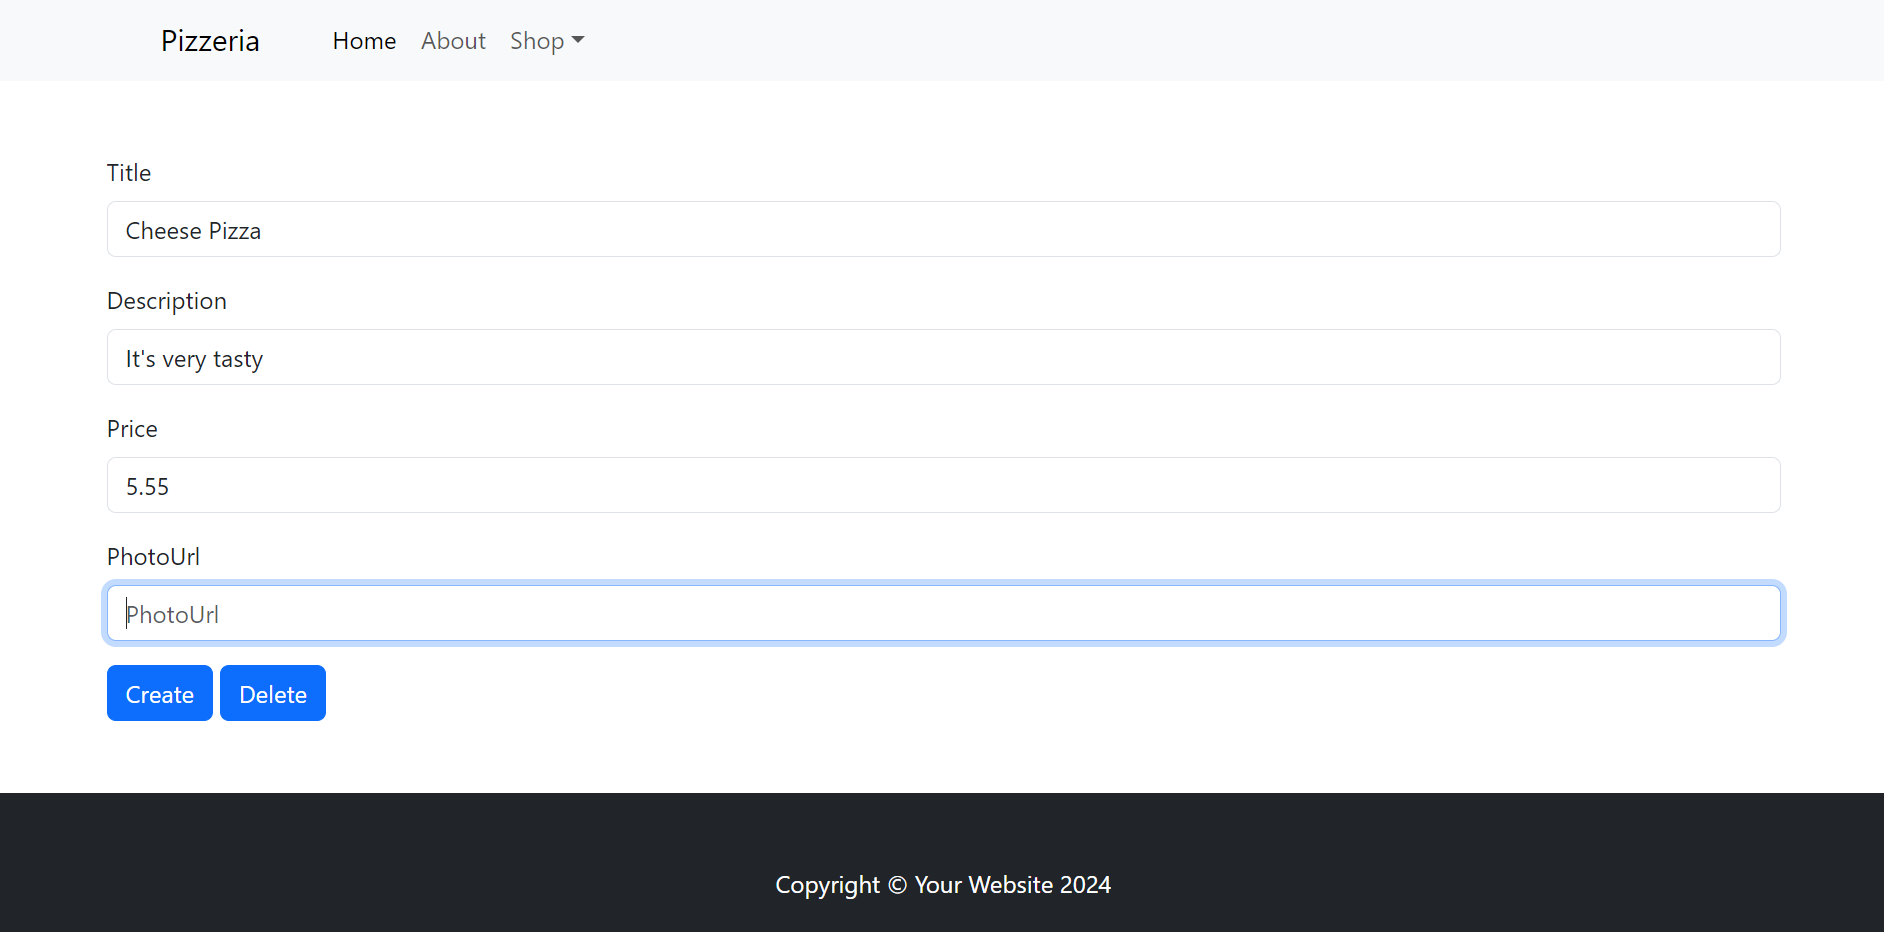 Pizzeria Home About Shop
Title
Cheese Pizza
Description
It's very tasty
Price
5.55
PhotoUrl
PhotoUrl
Create Delete
Copyright © Your Website 2024